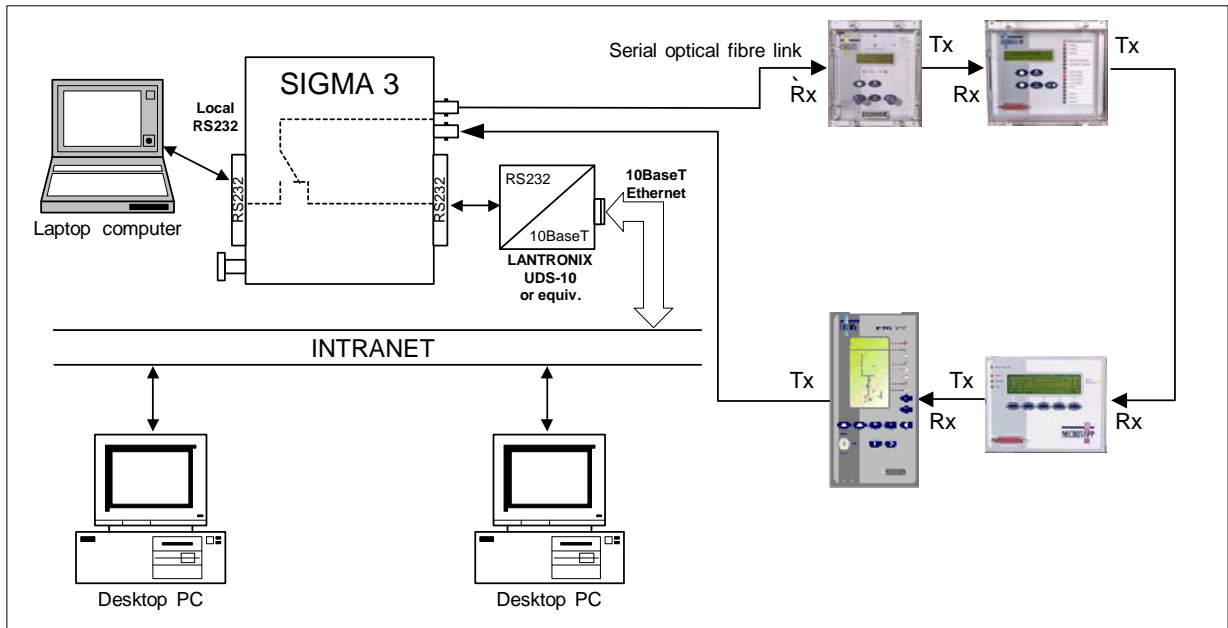 Serial optical fibre link
Tx
Tx
`
Rx
Rx
SIGMA 3
Local
RS232
RS232
RS232
RS232
10BaseT
10BaseT
Ethernet
LANTRONIX
UDS-10
or equiv.
Laptop computer
INTRANET
Tx
Tx
Rx
Rx
MICROTAPP
Desktop PC
Desktop PC